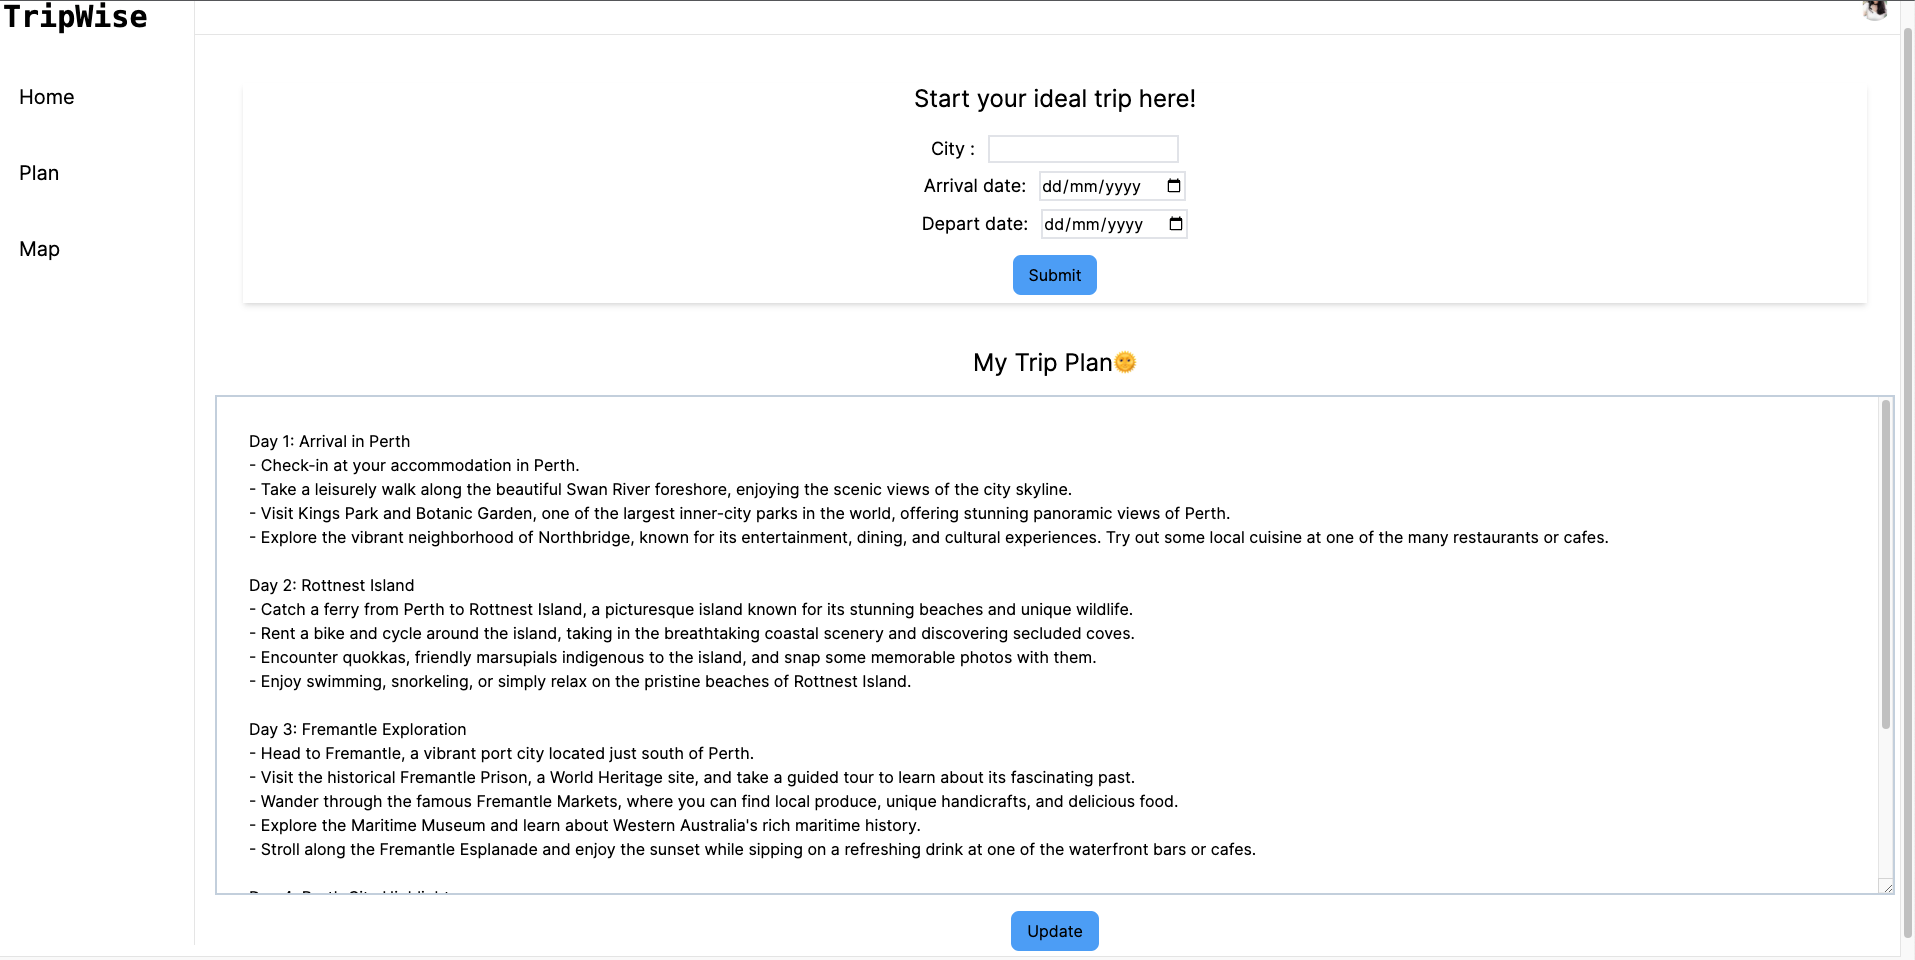 TripWise
Home
Plan
Map
Start your ideal trip here!
City :
Arrival date: dd/mm/yyyy
Depart date: dd/mm/yyyy
Submit
My Trip Plan🌞
Day 1: Arrival in Perth
- Check-in at your accommodation in Perth.
- Take a leisurely walk along the beautiful Swan River foreshore, enjoying the scenic views of the city skyline.
- Visit Kings Park and Botanic Garden, one of the largest inner-city parks in the world, offering stunning panoramic views of Perth.
- Explore the vibrant neighborhood of Northbridge, known for its entertainment, dining, and cultural experiences. Try out some local cuisine at one of the many restaurants or cafes.
Day 2: Rottnest Island
- Catch a ferry from Perth to Rottnest Island, a picturesque island known for its stunning beaches and unique wildlife.
- Rent a bike and cycle around the island, taking in the breathtaking coastal scenery and discovering secluded coves.
- Encounter quokkas, friendly marsupials indigenous to the island, and snap some memorable photos with them.
- Enjoy swimming, snorkeling, or simply relax on the pristine beaches of Rottnest Island.
Day 3: Fremantle Exploration
- Head to Fremantle, a vibrant port city located just south of Perth.
- Visit the historical Fremantle Prison, a World Heritage site, and take a guided tour to learn about its fascinating past.
- Wander through the famous Fremantle Markets, where you can find local produce, unique handicrafts, and delicious food.
- Explore the Maritime Museum and learn about Western Australia's rich maritime history.
- Stroll along the Fremantle Esplanade and enjoy the sunset while sipping on a refreshing drink at one of the waterfront bars or cafes.
Update